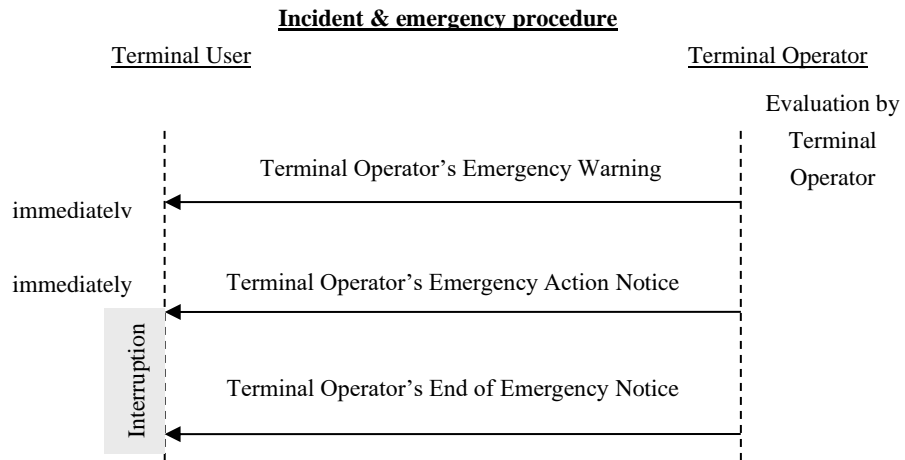 Incident & emergency procedure
Terminal User
Terminal Operator
Evaluation by
Terminal
Operator
Terminal Operator’s Emergency Warning
immediately
immediately
Terminal Operator’s Emergency Action Notice
Interruption
Terminal Operator’s End of Emergency Notice